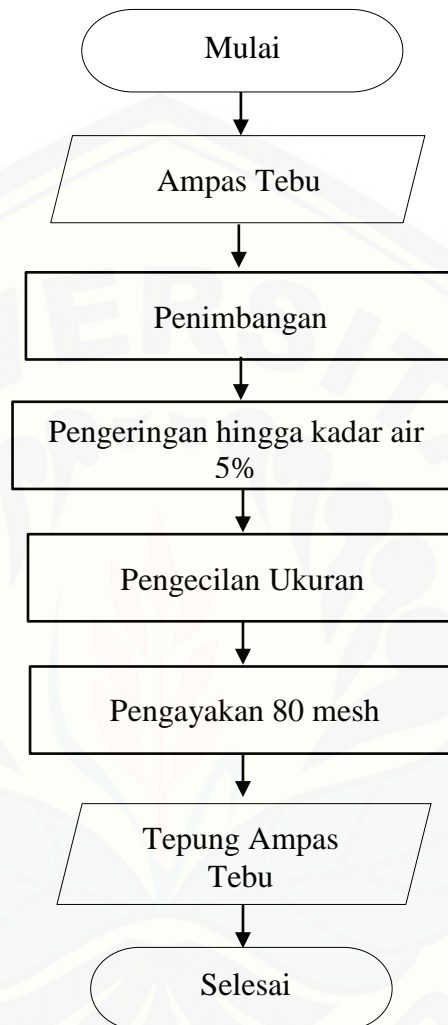 Mulai
Ampas Tebu
Penimbangan
Pengeringan hingga kadar air
5%
Pengecilan Ukuran
Pengayakan 80 mesh
Tepung Ampas
Tebu
Selesai